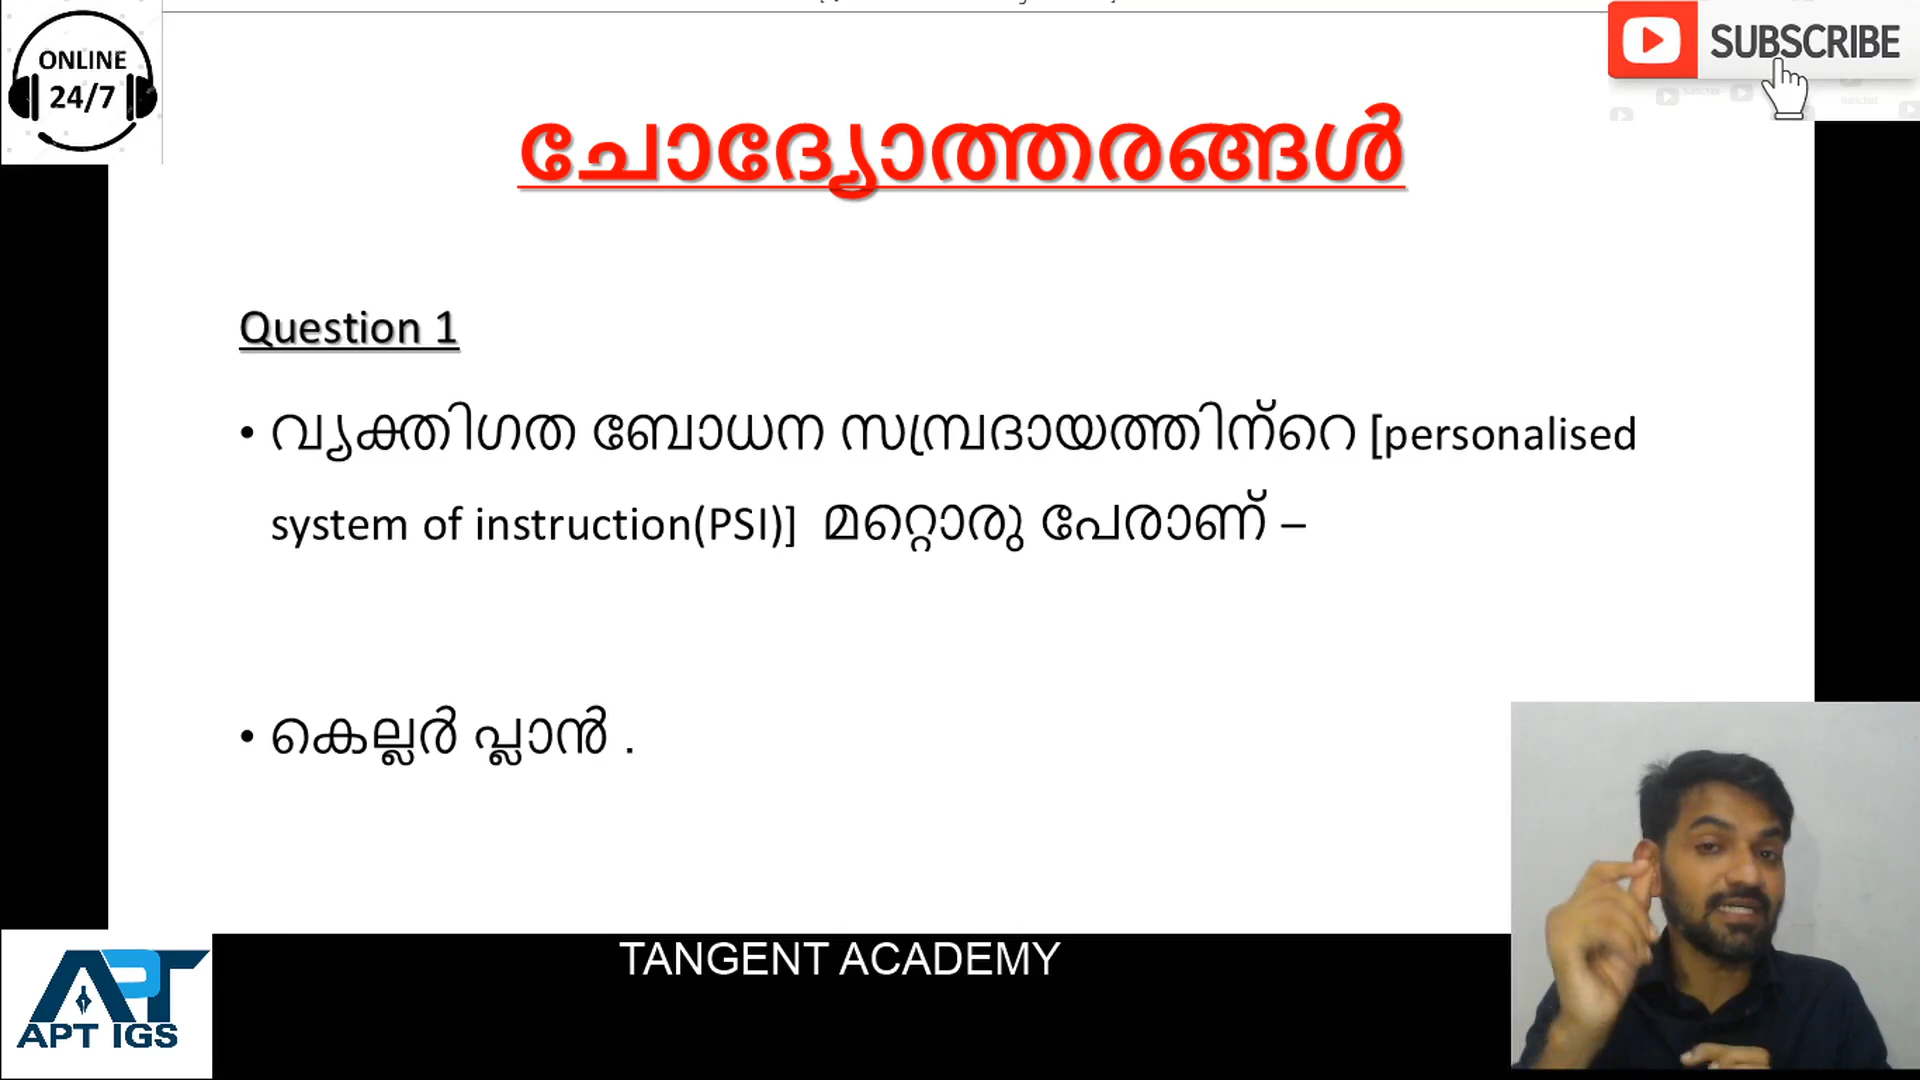 ONLINE
24/7
SUBSCRIBE
ചോദ്യോത്തരങ്ങൾ
Question 1
• വ്യക്തിഗത ബോധന സമ്പ്രദായത്തിന്റെ [personalised
system of instruction(PSI)] മറ്റൊരു പേരാണ് –
• കെല്ലർ പ്ലാൻ .
TANGENT ACADEMY
APT
APT IGS